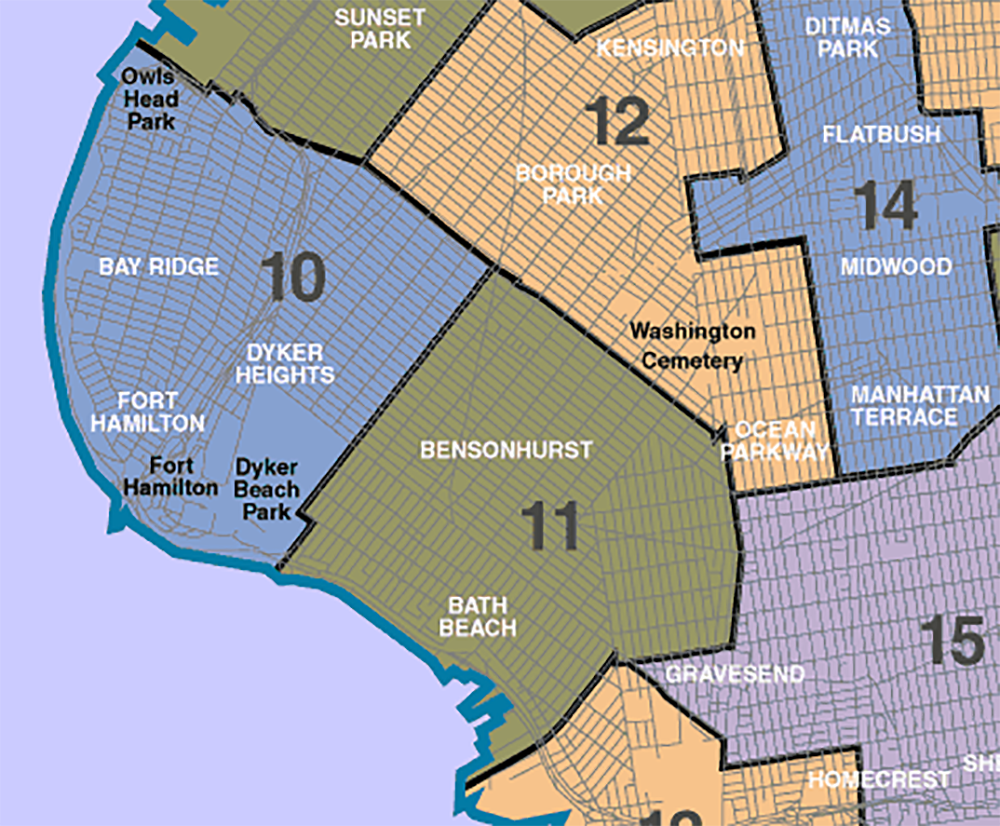 SUNSET
PARK
KENSINGTON
DITMAS
PARK
Owls
Head
Park
12
FLATBUSH
BOROUGH
PARK
14
BAY RIDGE
10
MIDWOOD
Washington
Cemetery
DYKER
HEIGHTS
FORT
HAMILTON
MANHATTAN
TERRACE
OCEAN
PARKWAY
BENSONHURST
Fort
Hamilton
Dyker
Beach
Park
11
BATH
BEACH
15
GRAVESEND
HOMECREST